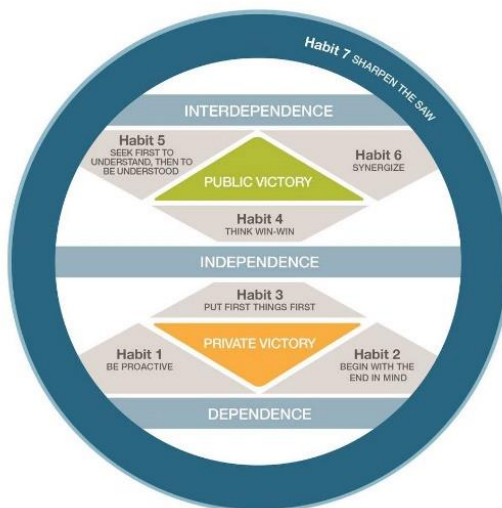 Habit 7 SHARPEN THE SAW
INTERDEPENDENCE
Habit 5
SEEK FIRST TO
UNDERSTAND, THEN TO
BE UNDERSTOOD
Habit 6
SYNERGIZE
PUBLIC VICTORY
Habit 4
THINK WIN-WIN
INDEPENDENCE
Habit 3
PUT FIRST THINGS FIRST
PRIVATE VICTORY
Habit 1
BE PROACTIVE
Habit 2
BEGIN WITH THE
END IN MIND
DEPENDENCE